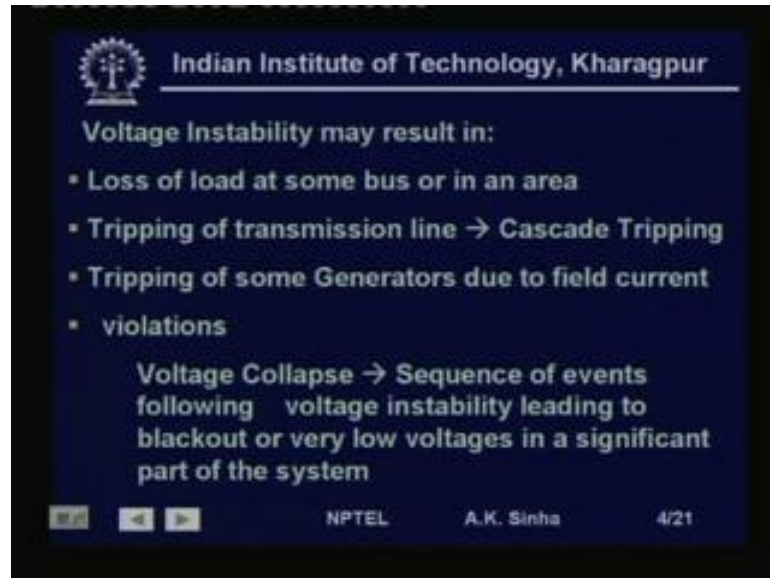 Indian Institute of Technology, Kharagpur
Voltage Instability may result in:
▪ Loss of load at some bus or in an area
▪ Tripping of transmission line → Cascade Tripping
▪ Tripping of some Generators due to field current
▪ violations
Voltage Collapse → Sequence of events
following voltage instability leading to
blackout or very low voltages in a significant
part of the system
NPTEL A.K. Sinha 4/21